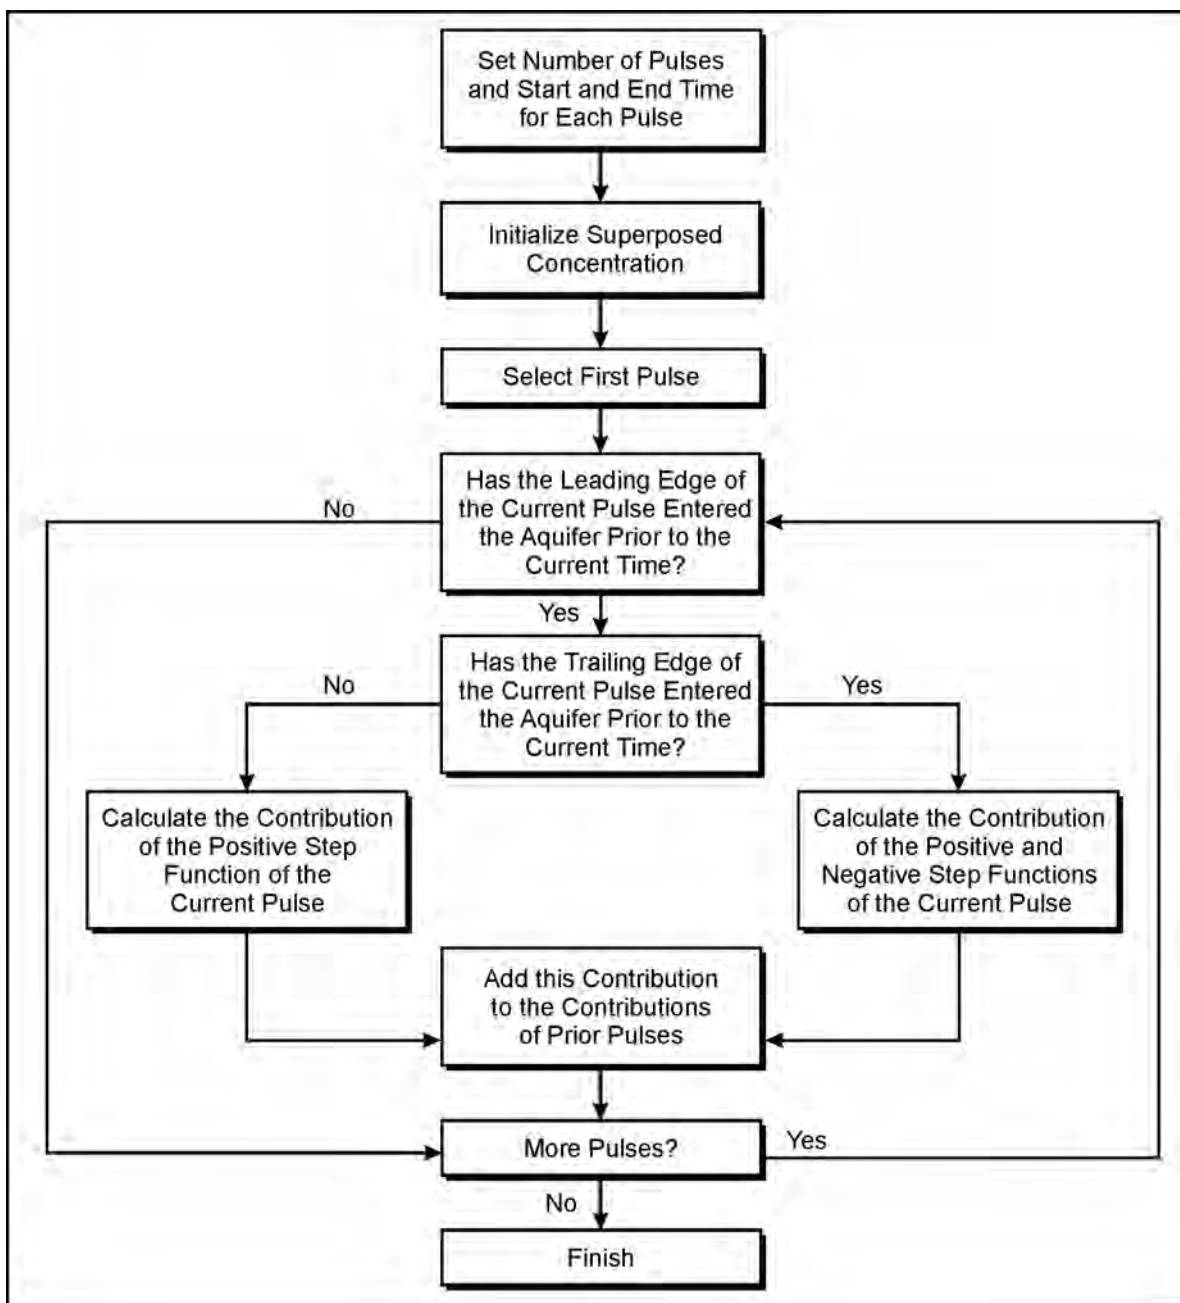 Set Number of Pulses
and Start and End Time
for Each Pulse
Initialize Superposed
Concentration
Select First Pulse
Has the Leading Edge of
the Current Pulse Entered
the Aquifer Prior to the
Current Time?
No
Yes
Has the Trailing Edge of
the Current Pulse Entered
the Aquifer Prior to the
Current Time?
No
Yes
Calculate the Contribution
of the Positive Step
Function of the
Current Pulse
Calculate the Contribution
of the Positive and
Negative Step Functions
of the Current Pulse
Add this Contribution
to the Contributions
of Prior Pulses
More Pulses?
Yes
No
Finish